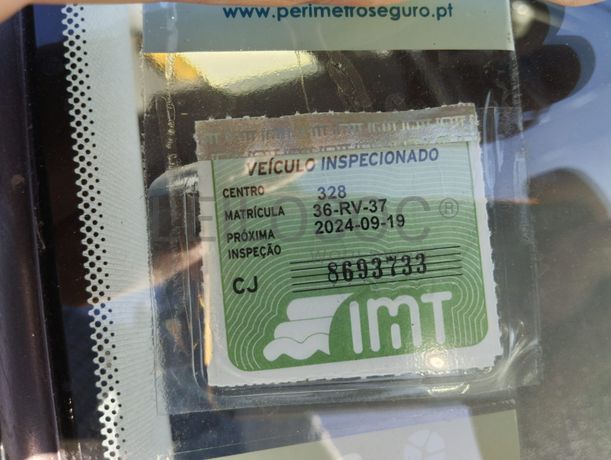 www.perimetroseguro.pt
VEÍCULO INSPECIONADO
CENTRO 328
MATRÍCULA 36-RV-37
PRÓXIMA INSPEÇÃO 2024-09-19
CJ 8693733
IMT